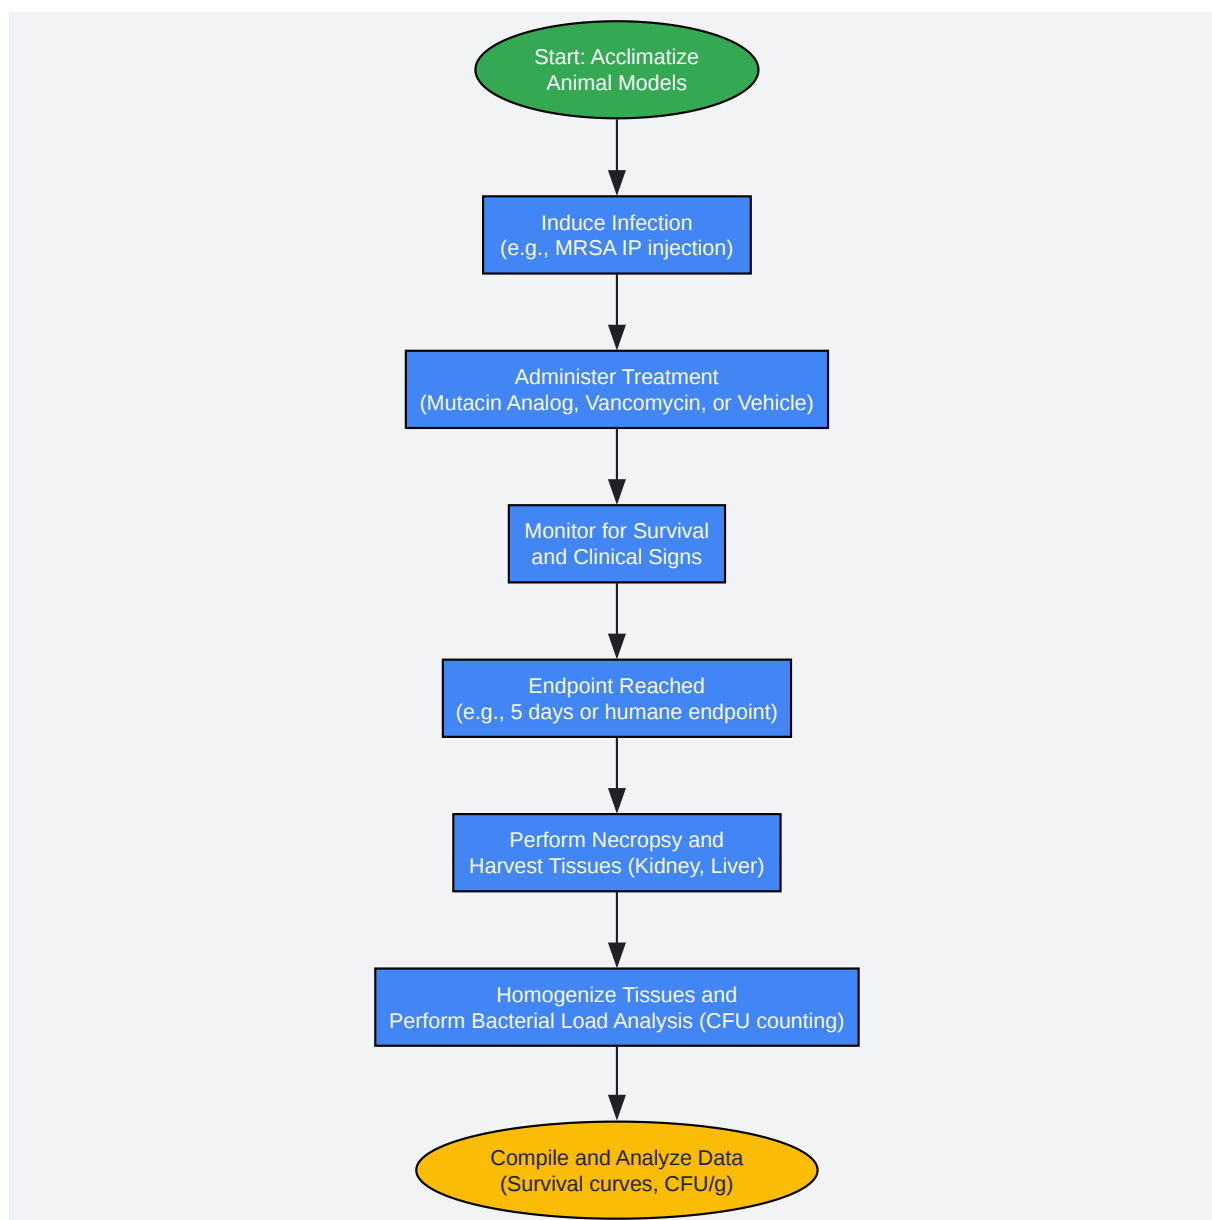 Start: Acclimatize
Animal Models
Induce Infection
(e.g., MRSA IP injection)
Administer Treatment
(Mutacin Analog, Vancomycin, or Vehicle)
Monitor for Survival
and Clinical Signs
Endpoint Reached
(e.g., 5 days or humane endpoint)
Perform Necropsy and
Harvest Tissues (Kidney, Liver)
Homogenize Tissues and
Perform Bacterial Load Analysis (CFU counting)
Compile and Analyze Data
(Survival curves, CFU/g)